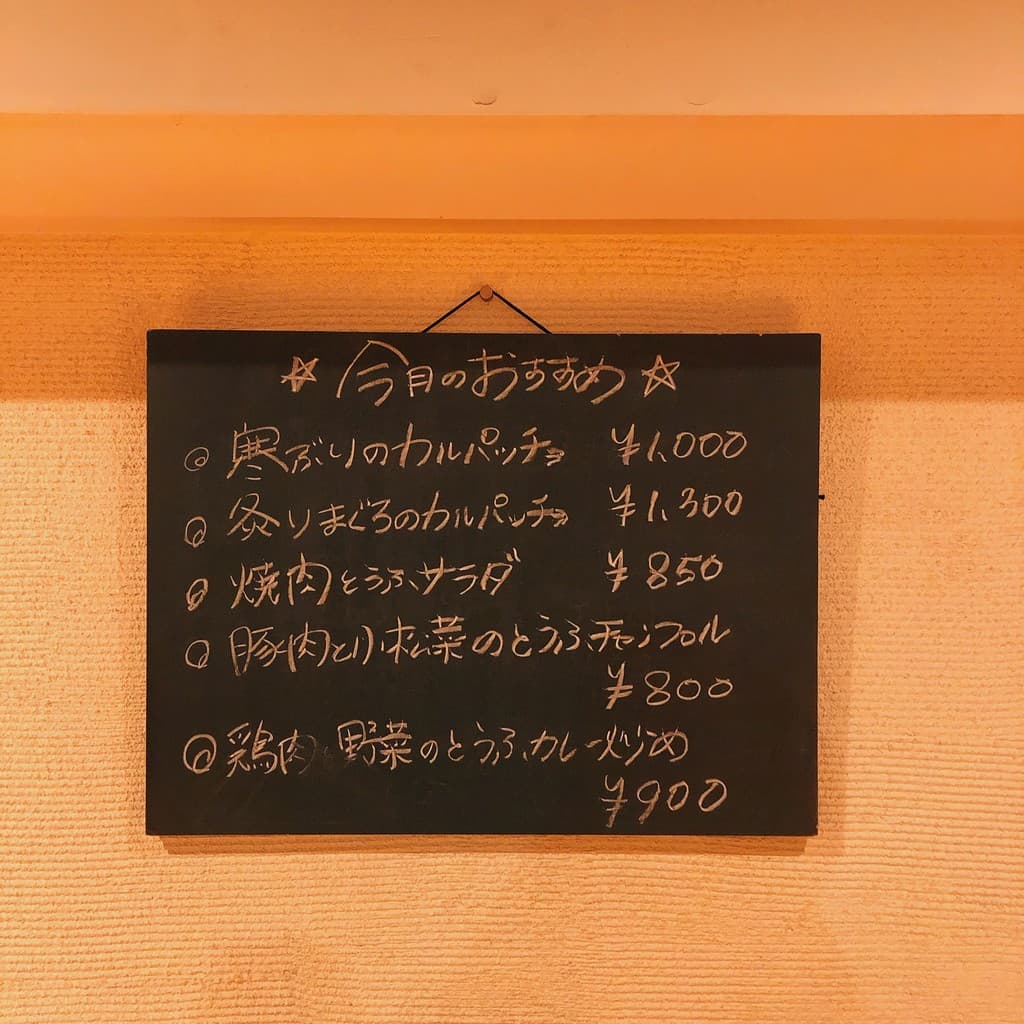 ☆ 今月のおすすめ ☆
◎ 寒ぶりのカルパッチョ ¥1,000
◎ 炙りまぐろのカルパッチョ ¥1,300
◎ 焼肉とうふサラダ ¥850
◎ 豚肉と小松菜のとうふチャンプルル
¥800
◎ 鶏肉 野菜のとうふカレー炒め
¥900